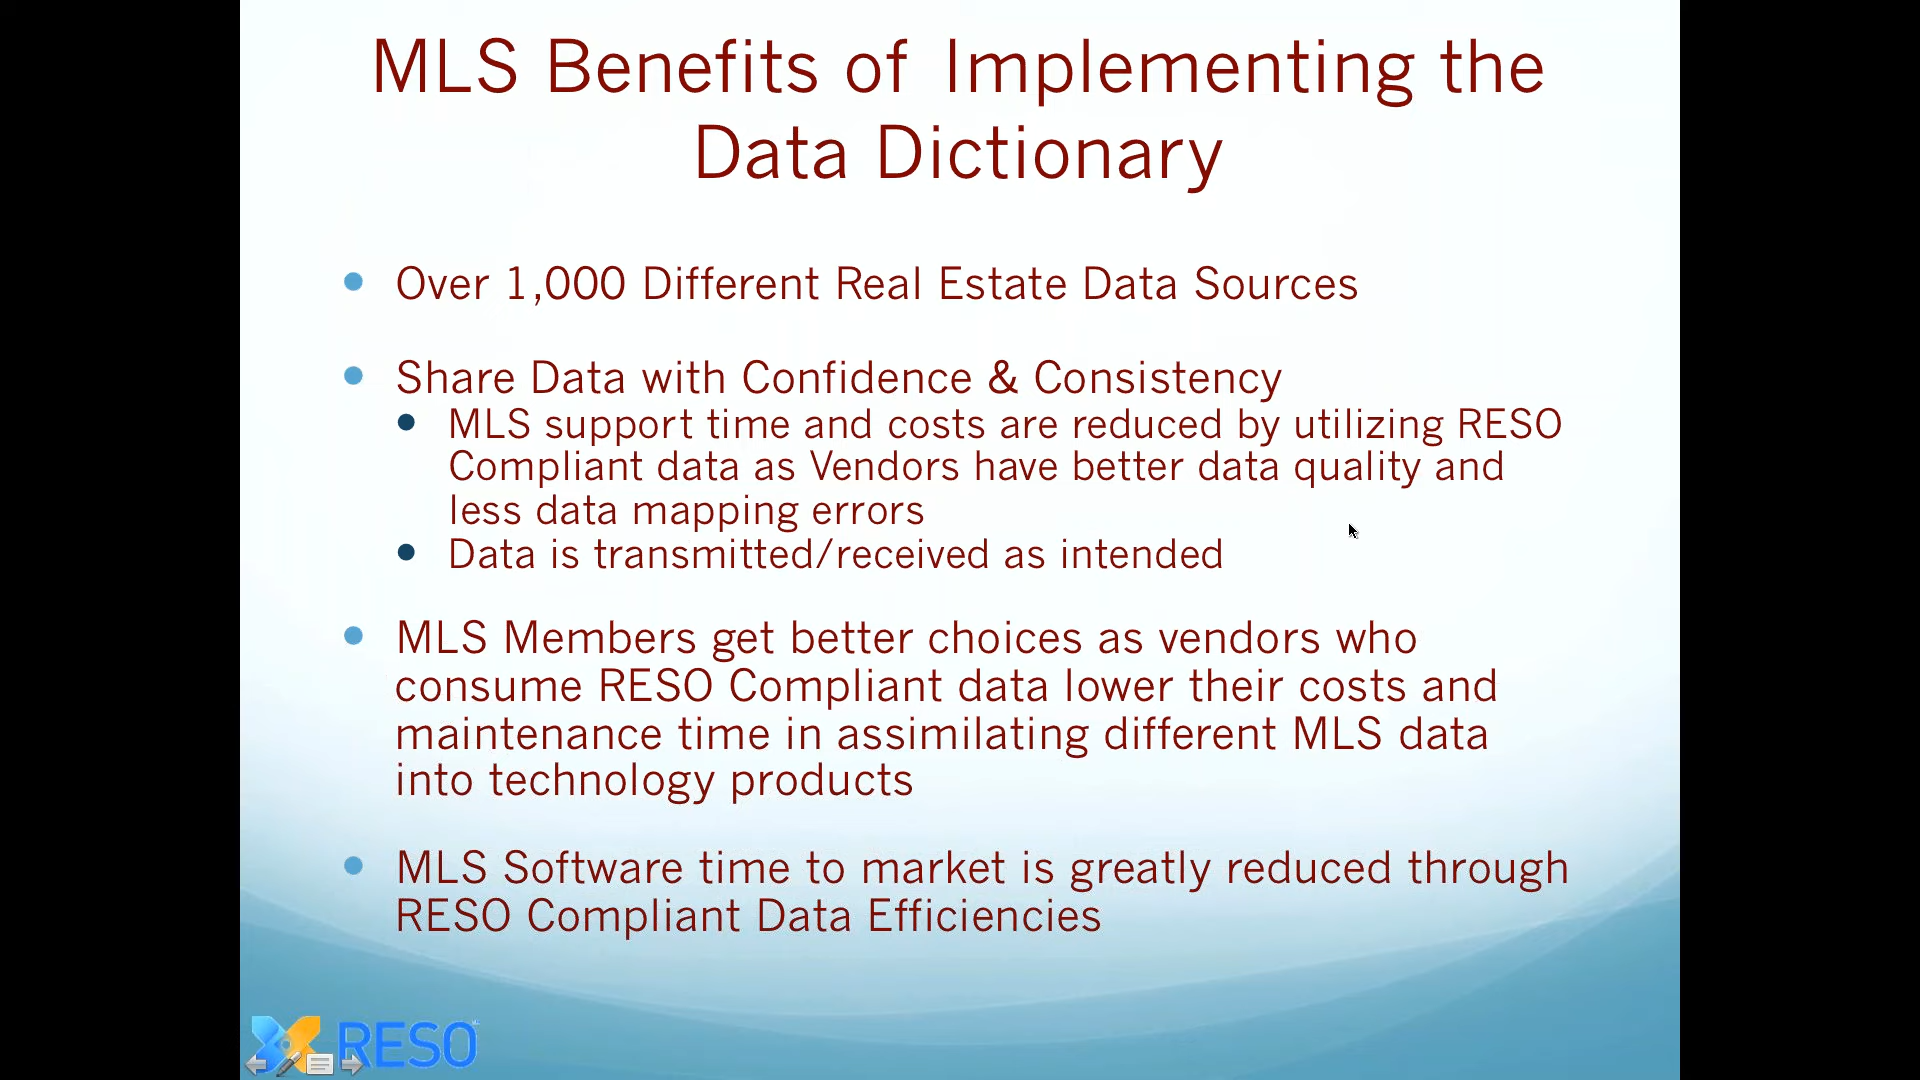 MLS Benefits of Implementing the
Data Dictionary
Over 1,000 Different Real Estate Data Sources
Share Data with Confidence & Consistency
MLS support time and costs are reduced by utilizing RESO
Compliant data as Vendors have better data quality and
less data mapping errors
Data is transmitted/received as intended
MLS Members get better choices as vendors who
consume RESO Compliant data lower their costs and
maintenance time in assimilating different MLS data
into technology products
MLS Software time to market is greatly reduced through
RESO Compliant Data Efficiencies
RESO